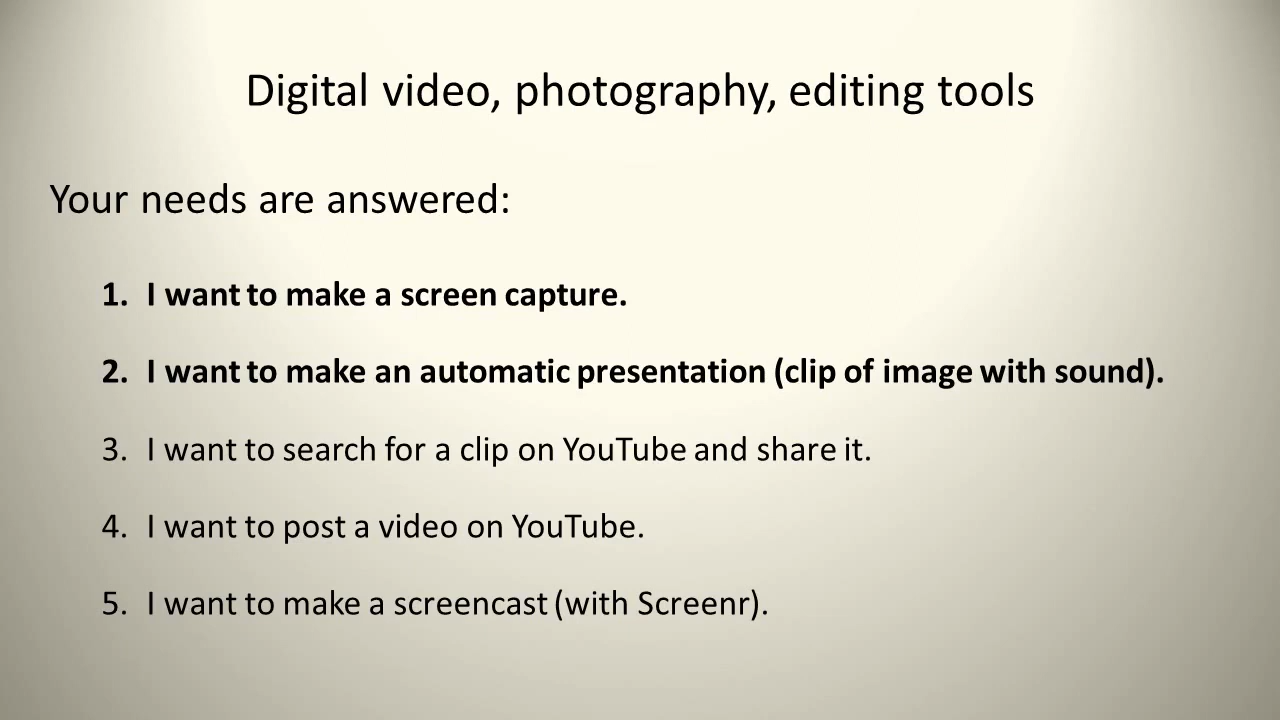 Digital video, photography, editing tools
Your needs are answered:
1. I want to make a screen capture.
2. I want to make an automatic presentation (clip of image with sound).
3. I want to search for a clip on YouTube and share it.
4. I want to post a video on YouTube.
5. I want to make a screencast (with Screenr).